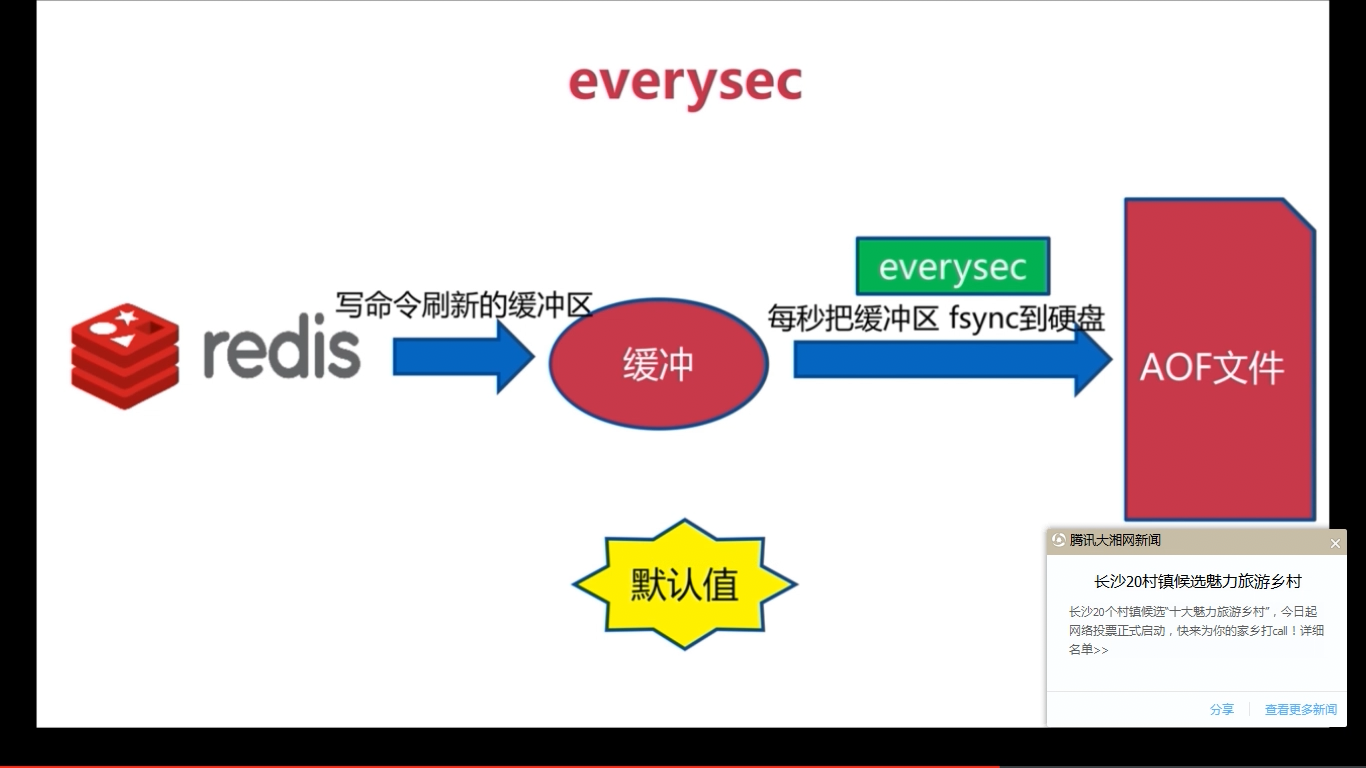 everysec
everysec
写命令刷新的缓冲区
每秒把缓冲区 fsync到硬盘
redis
缓冲
AOF文件
默认值
腾讯大湘网新闻
长沙20村镇候选魅力旅游乡村
长沙20个村镇候选“十大魅力旅游乡村”，今日起
网络投票正式启动，快来为你的家乡打call！详细
名单>>
分享
查看更多新闻